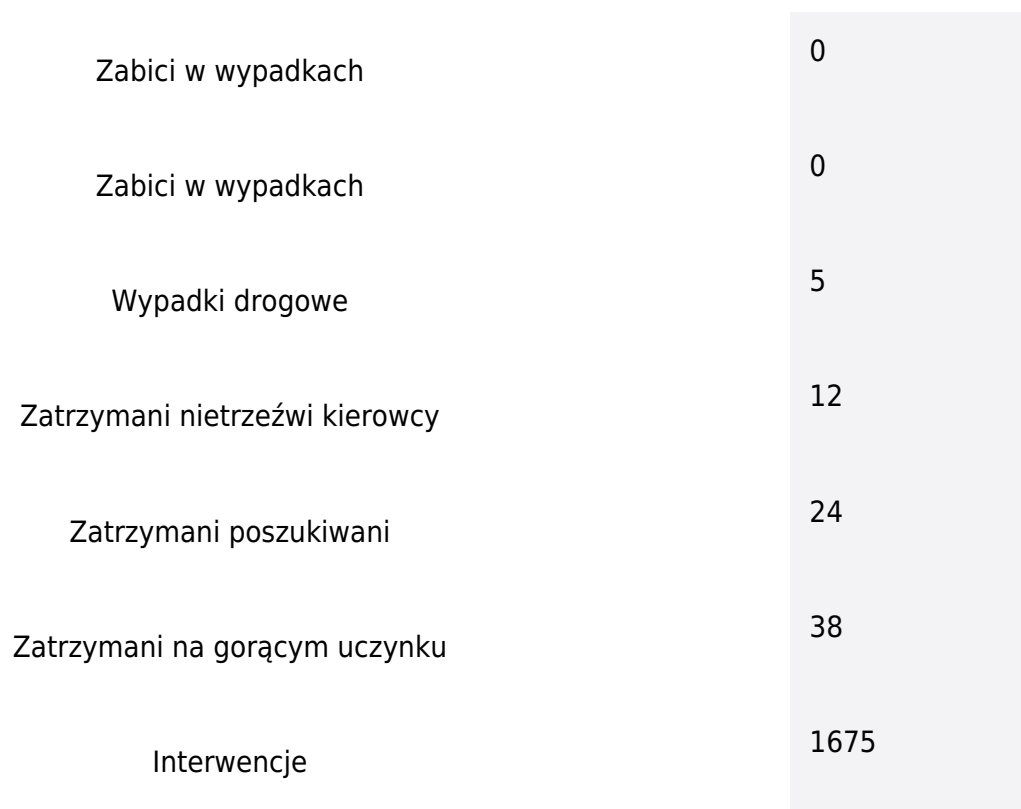 Zabici w wypadkach 0
Zabici w wypadkach 0
Wypadki drogowe 5
Zatrzymani nietrzeźwi kierowcy 12
Zatrzymani poszukiwani 24
Zatrzymani na gorącym uczynku 38
Interwencje 1675